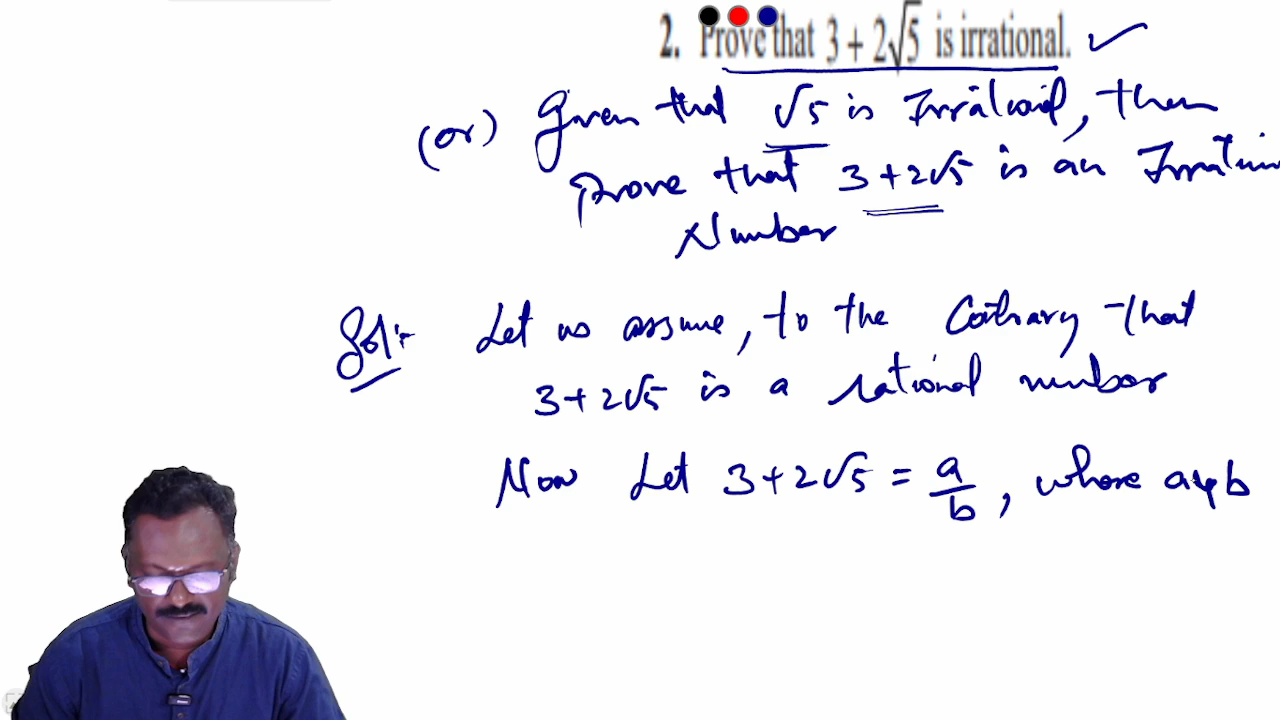 2. Prove that 3 + 2√5 is irrational.
(or) Given that √5 is Irrational, then
prove that 3 + 2√5 is an
Number
Sol:- Let us assume, to the that
3 + 2√5 is a rational number
Now Let 3 + 2√5 = a/b, where a & b